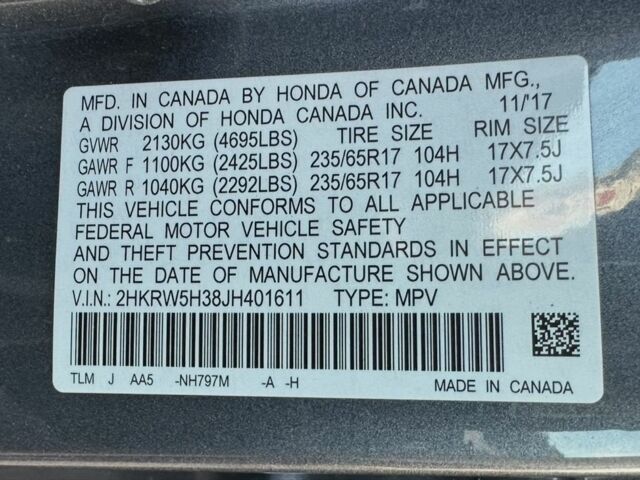 MFD. IN CANADA BY HONDA OF CANADA MFG.,
A DIVISION OF HONDA CANADA INC. 11/'17
GVWR 2130KG (4695LBS) TIRE SIZE RIM SIZE
GAWR F 1100KG (2425LBS) 235/65R17 104H 17X7.5J
GAWR R 1040KG (2292LBS) 235/65R17 104H 17X7.5J
THIS VEHICLE CONFORMS TO ALL APPLICABLE
FEDERAL MOTOR VEHICLE SAFETY
AND THEFT PREVENTION STANDARDS IN EFFECT
ON THE DATE OF MANUFACTURE SHOWN ABOVE.
V.I.N.: 2HKRW5H38JH401611 TYPE: MPV
TLM J AA5 -NH797M -A -H MADE IN CANADA